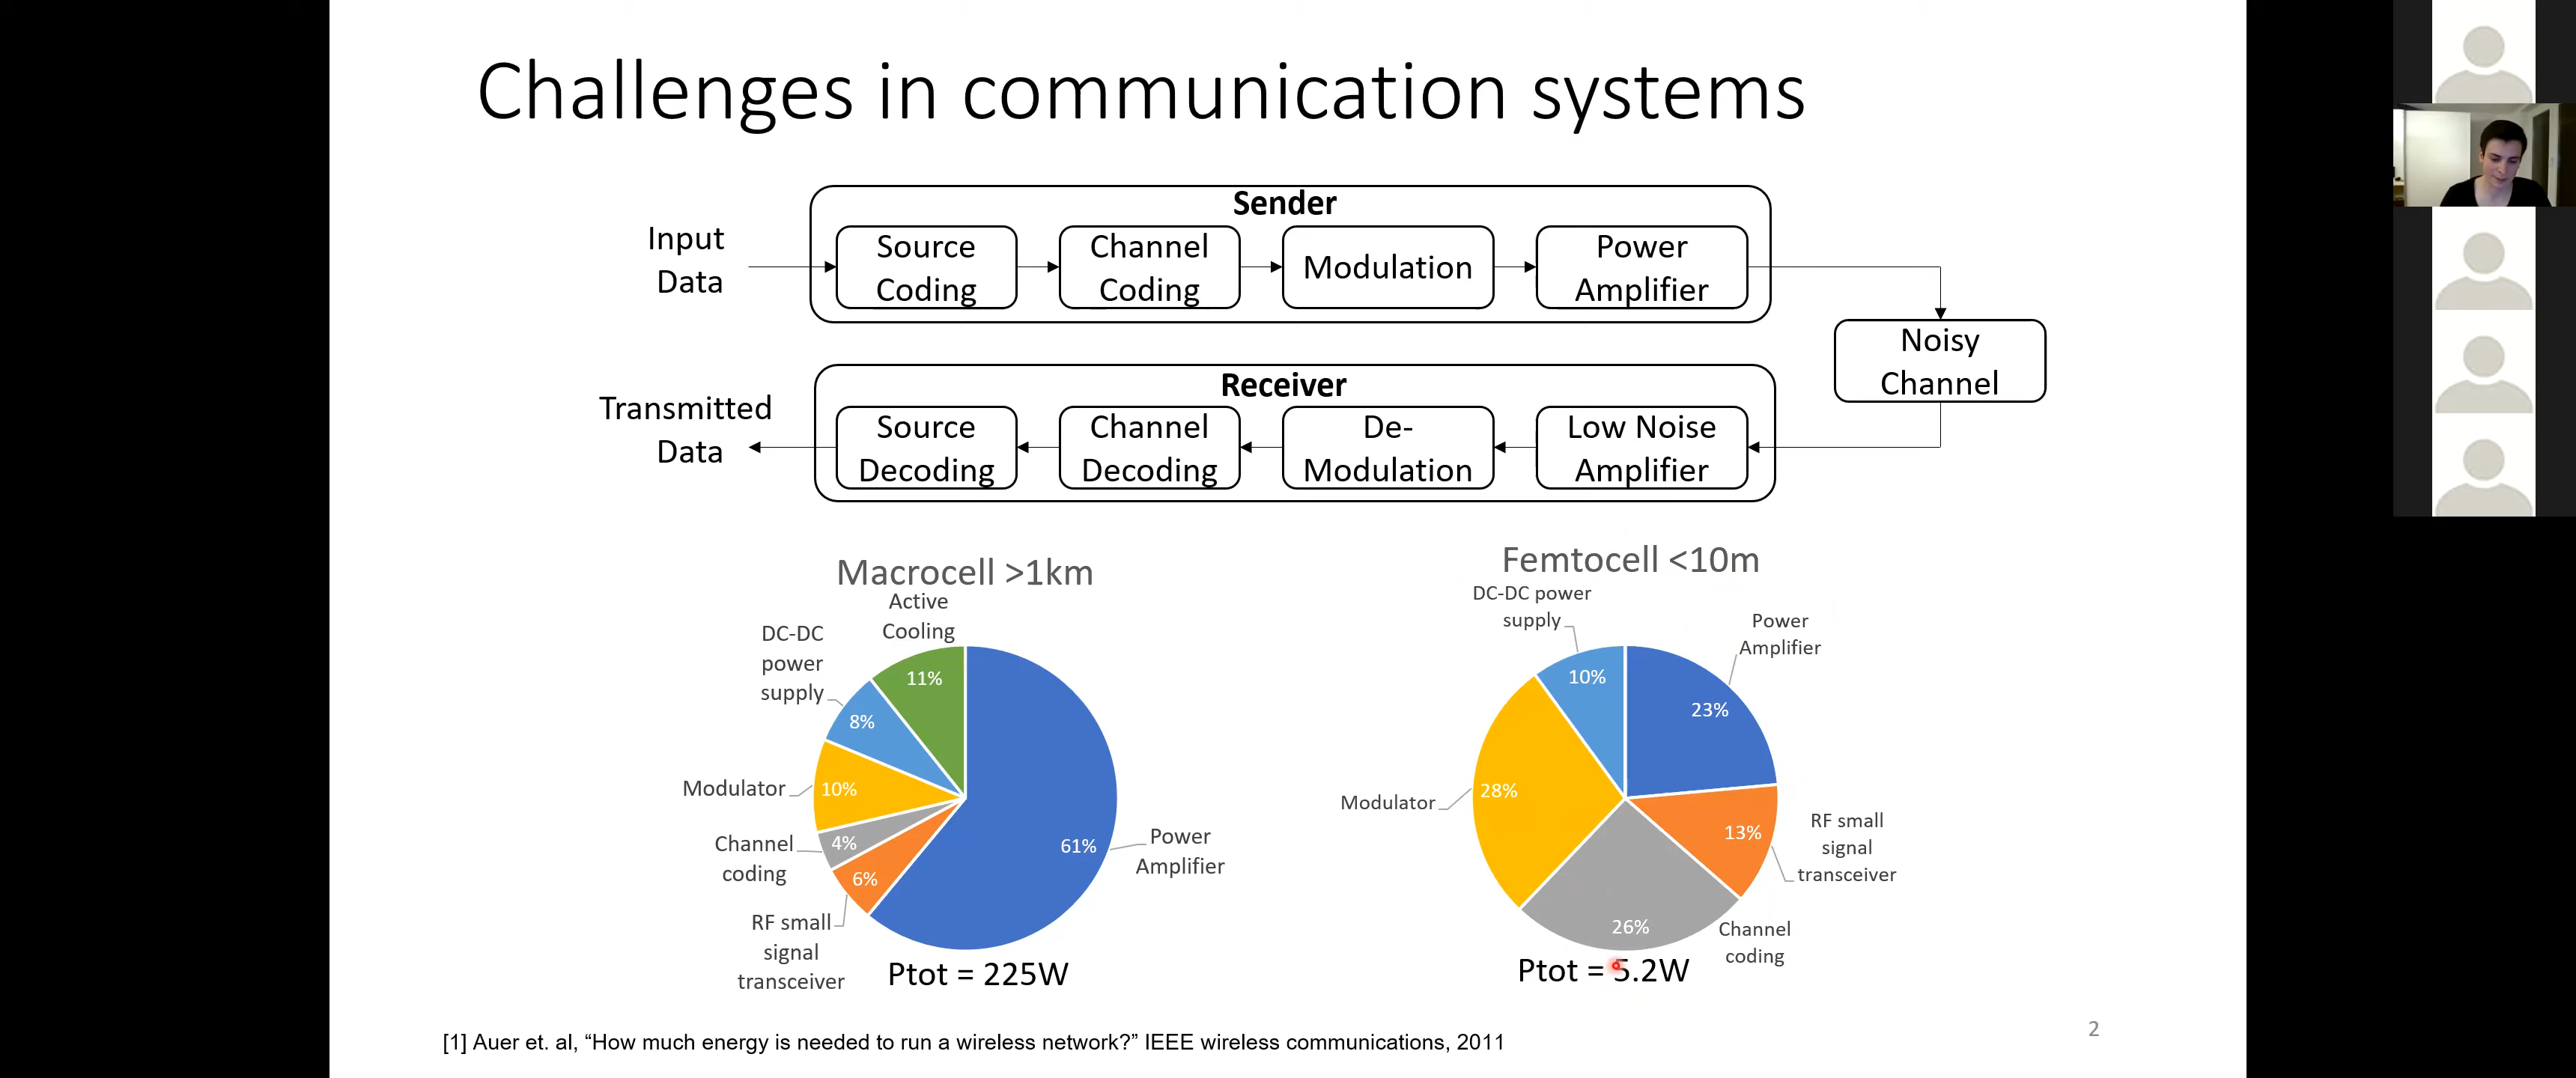 Challenges in communication systems
Sender
Input
Data
Source
Coding
Channel
Coding
Modulation
Power
Amplifier
Noisy
Channel
Receiver
Transmitted
Data
Source
Decoding
Channel
Decoding
De-
Modulation
Low Noise
Amplifier
Macrocell >1km
Active
Cooling
DC-DC
power
supply
Modulator
Channel
coding
RF small
signal
transceiver
Power
Amplifier
11%
8%
10%
4%
6%
61%
Ptot = 225W
Femtocell <10m
DC-DC power
supply
Power
Amplifier
Modulator
RF small
signal
transceiver
Channel
coding
10%
23%
28%
13%
26%
Ptot = 5.2W
[1] Auer et. al, “How much energy is needed to run a wireless network?” IEEE wireless communications, 2011
2